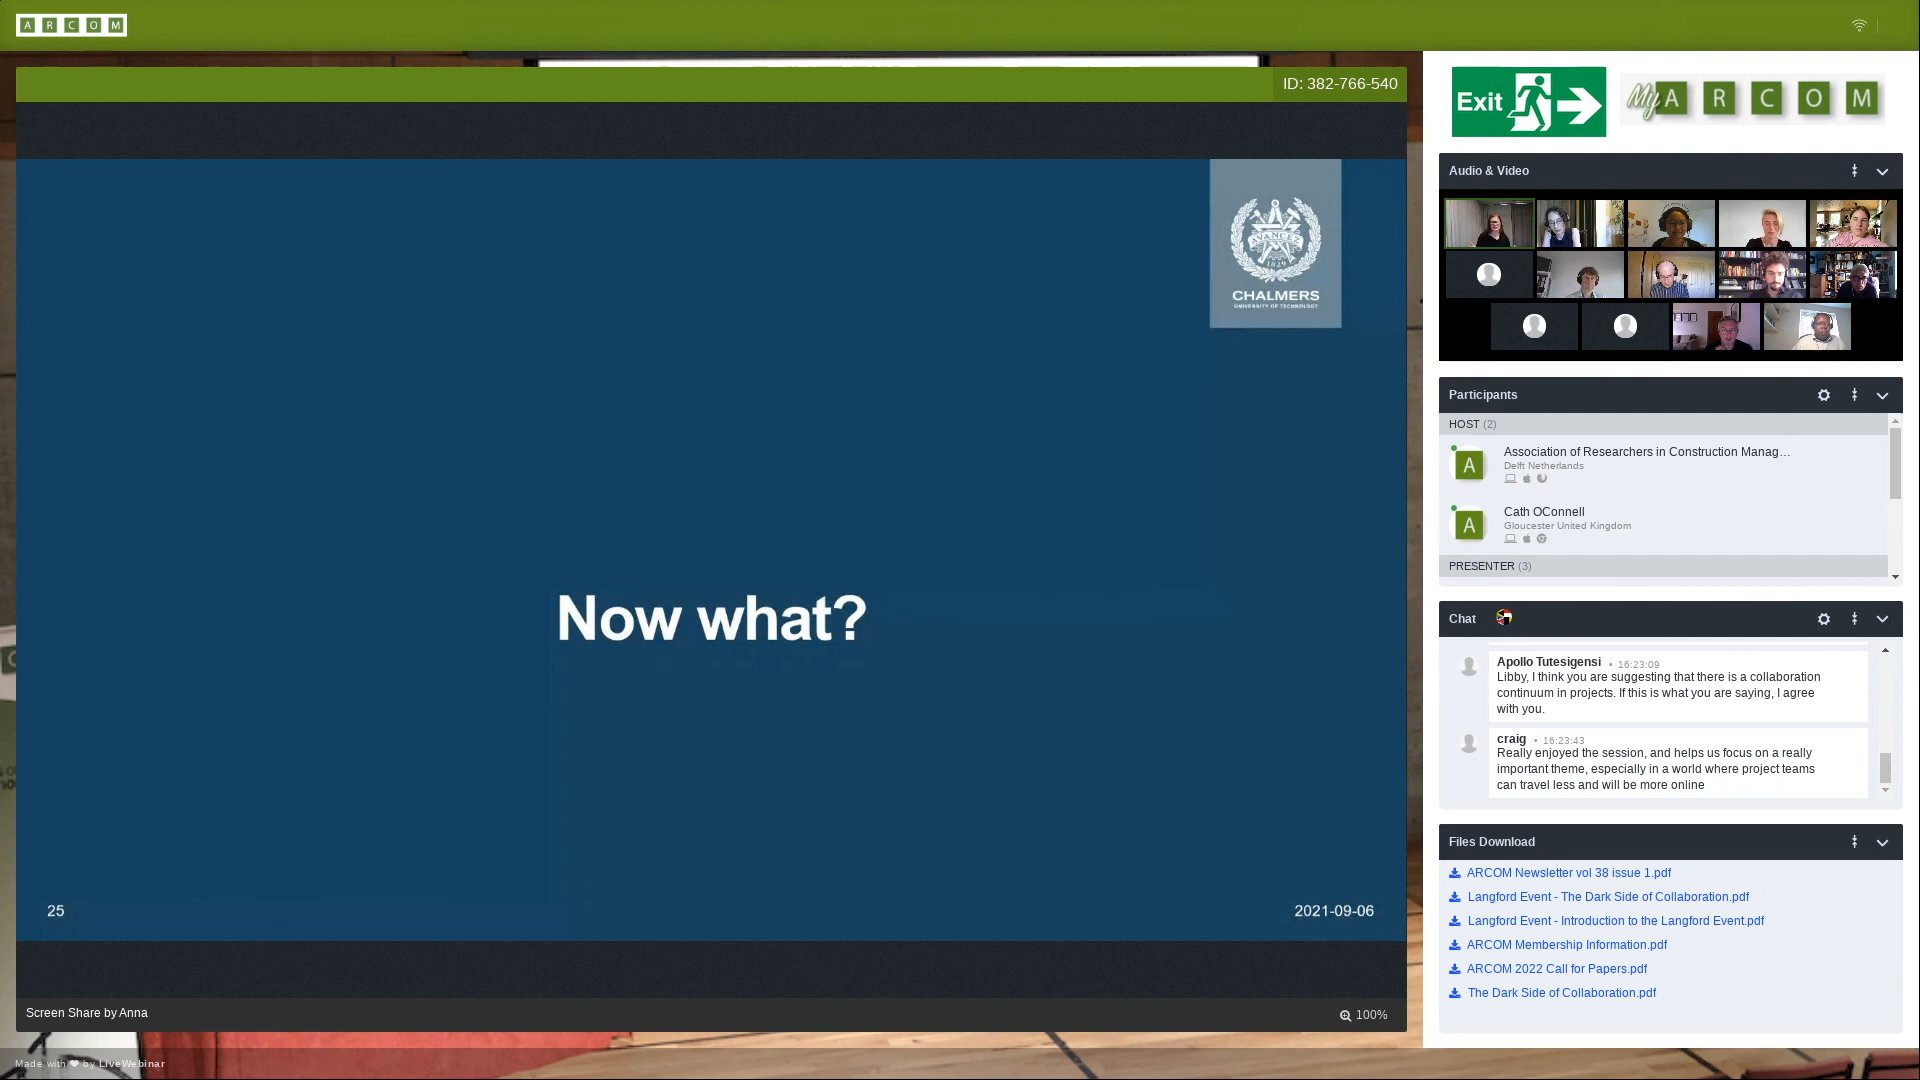 A R C O M
ID: 382-766-540
AVANCEZ
1829
CHALMERS
UNIVERSITY OF TECHNOLOGY
Now what?
25
2021-09-06
Screen Share by Anna
100%
Made with ❤ by LiveWebinar
Exit
My A R C O M
Audio & Video
Participants
HOST (2)
A
Association of Researchers in Construction Manag…
Delft Netherlands
A
Cath OConnell
Gloucester United Kingdom
PRESENTER (3)
Chat
Apollo Tutesigensi • 16:23:09
Libby, I think you are suggesting that there is a collaboration
continuum in projects. If this is what you are saying, I agree
with you.
craig • 16:23:43
Really enjoyed the session, and helps us focus on a really
important theme, especially in a world where project teams
can travel less and will be more online
Files Download
ARCOM Newsletter vol 38 issue 1.pdf
Langford Event - The Dark Side of Collaboration.pdf
Langford Event - Introduction to the Langford Event.pdf
ARCOM Membership Information.pdf
ARCOM 2022 Call for Papers.pdf
The Dark Side of Collaboration.pdf